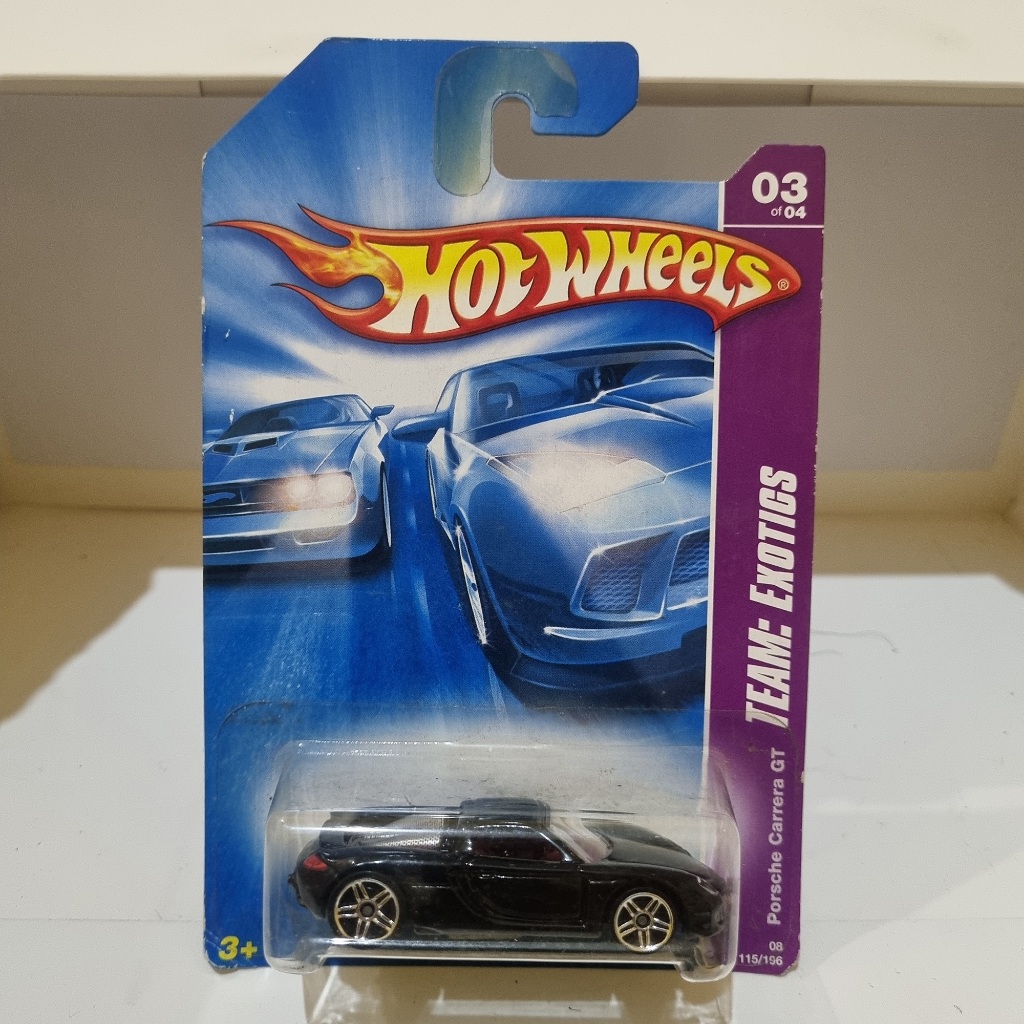 03
of 04
HOT WHEELS®
TEAM: EXOTICS
Porsche Carrera GT
08
115/196
3+